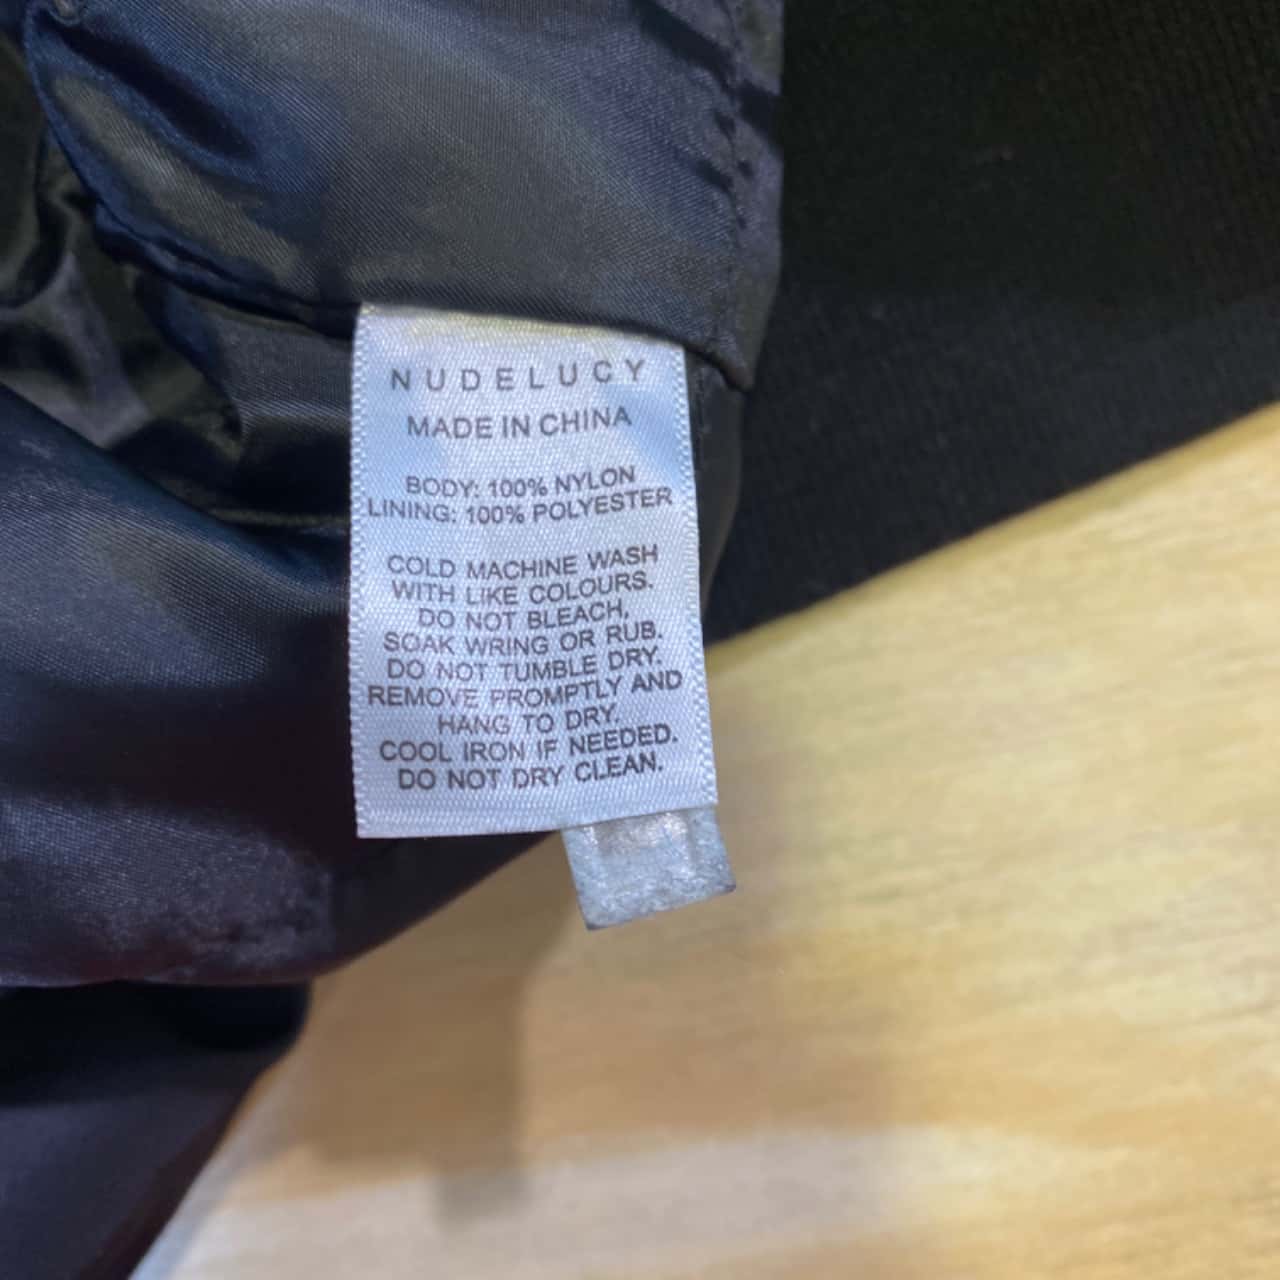 NUDELUCY
MADE IN CHINA
BODY: 100% NYLON
LINING: 100% POLYESTER
COLD MACHINE WASH
WITH LIKE COLOURS.
DO NOT BLEACH,
SOAK WRING OR RUB.
DO NOT TUMBLE DRY.
REMOVE PROMPTLY AND
HANG TO DRY.
COOL IRON IF NEEDED.
DO NOT DRY CLEAN.